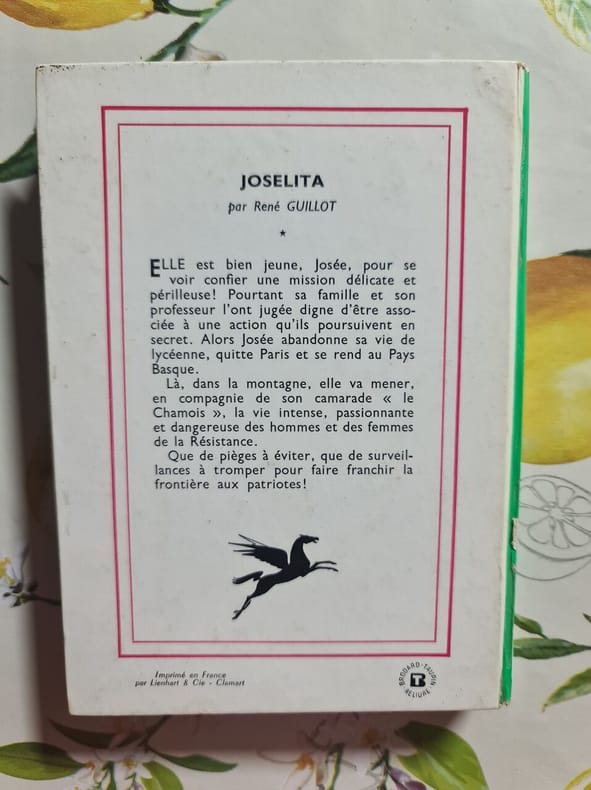 JOSELITA
par René GUILLOT
*
ELLE est bien jeune, Josée, pour se
voir confier une mission délicate et
périlleuse! Pourtant sa famille et son
professeur l'ont jugée digne d'être asso-
ciée à une action qu'ils poursuivent en
secret. Alors Josée abandonne sa vie de
lycéenne, quitte Paris et se rend au Pays
Basque.
Là, dans la montagne, elle va mener,
en compagnie de son camarade « le
Chamois », la vie intense, passionnante
et dangereuse des hommes et des femmes
de la Résistance.
Que de pièges à éviter, que de surveil-
lances à tromper pour faire franchir la
frontière aux patriotes!
Imprimé en France
par Lienhart & Cie - Clamart
BRODARD-TAUPIN
BT
RELIURE